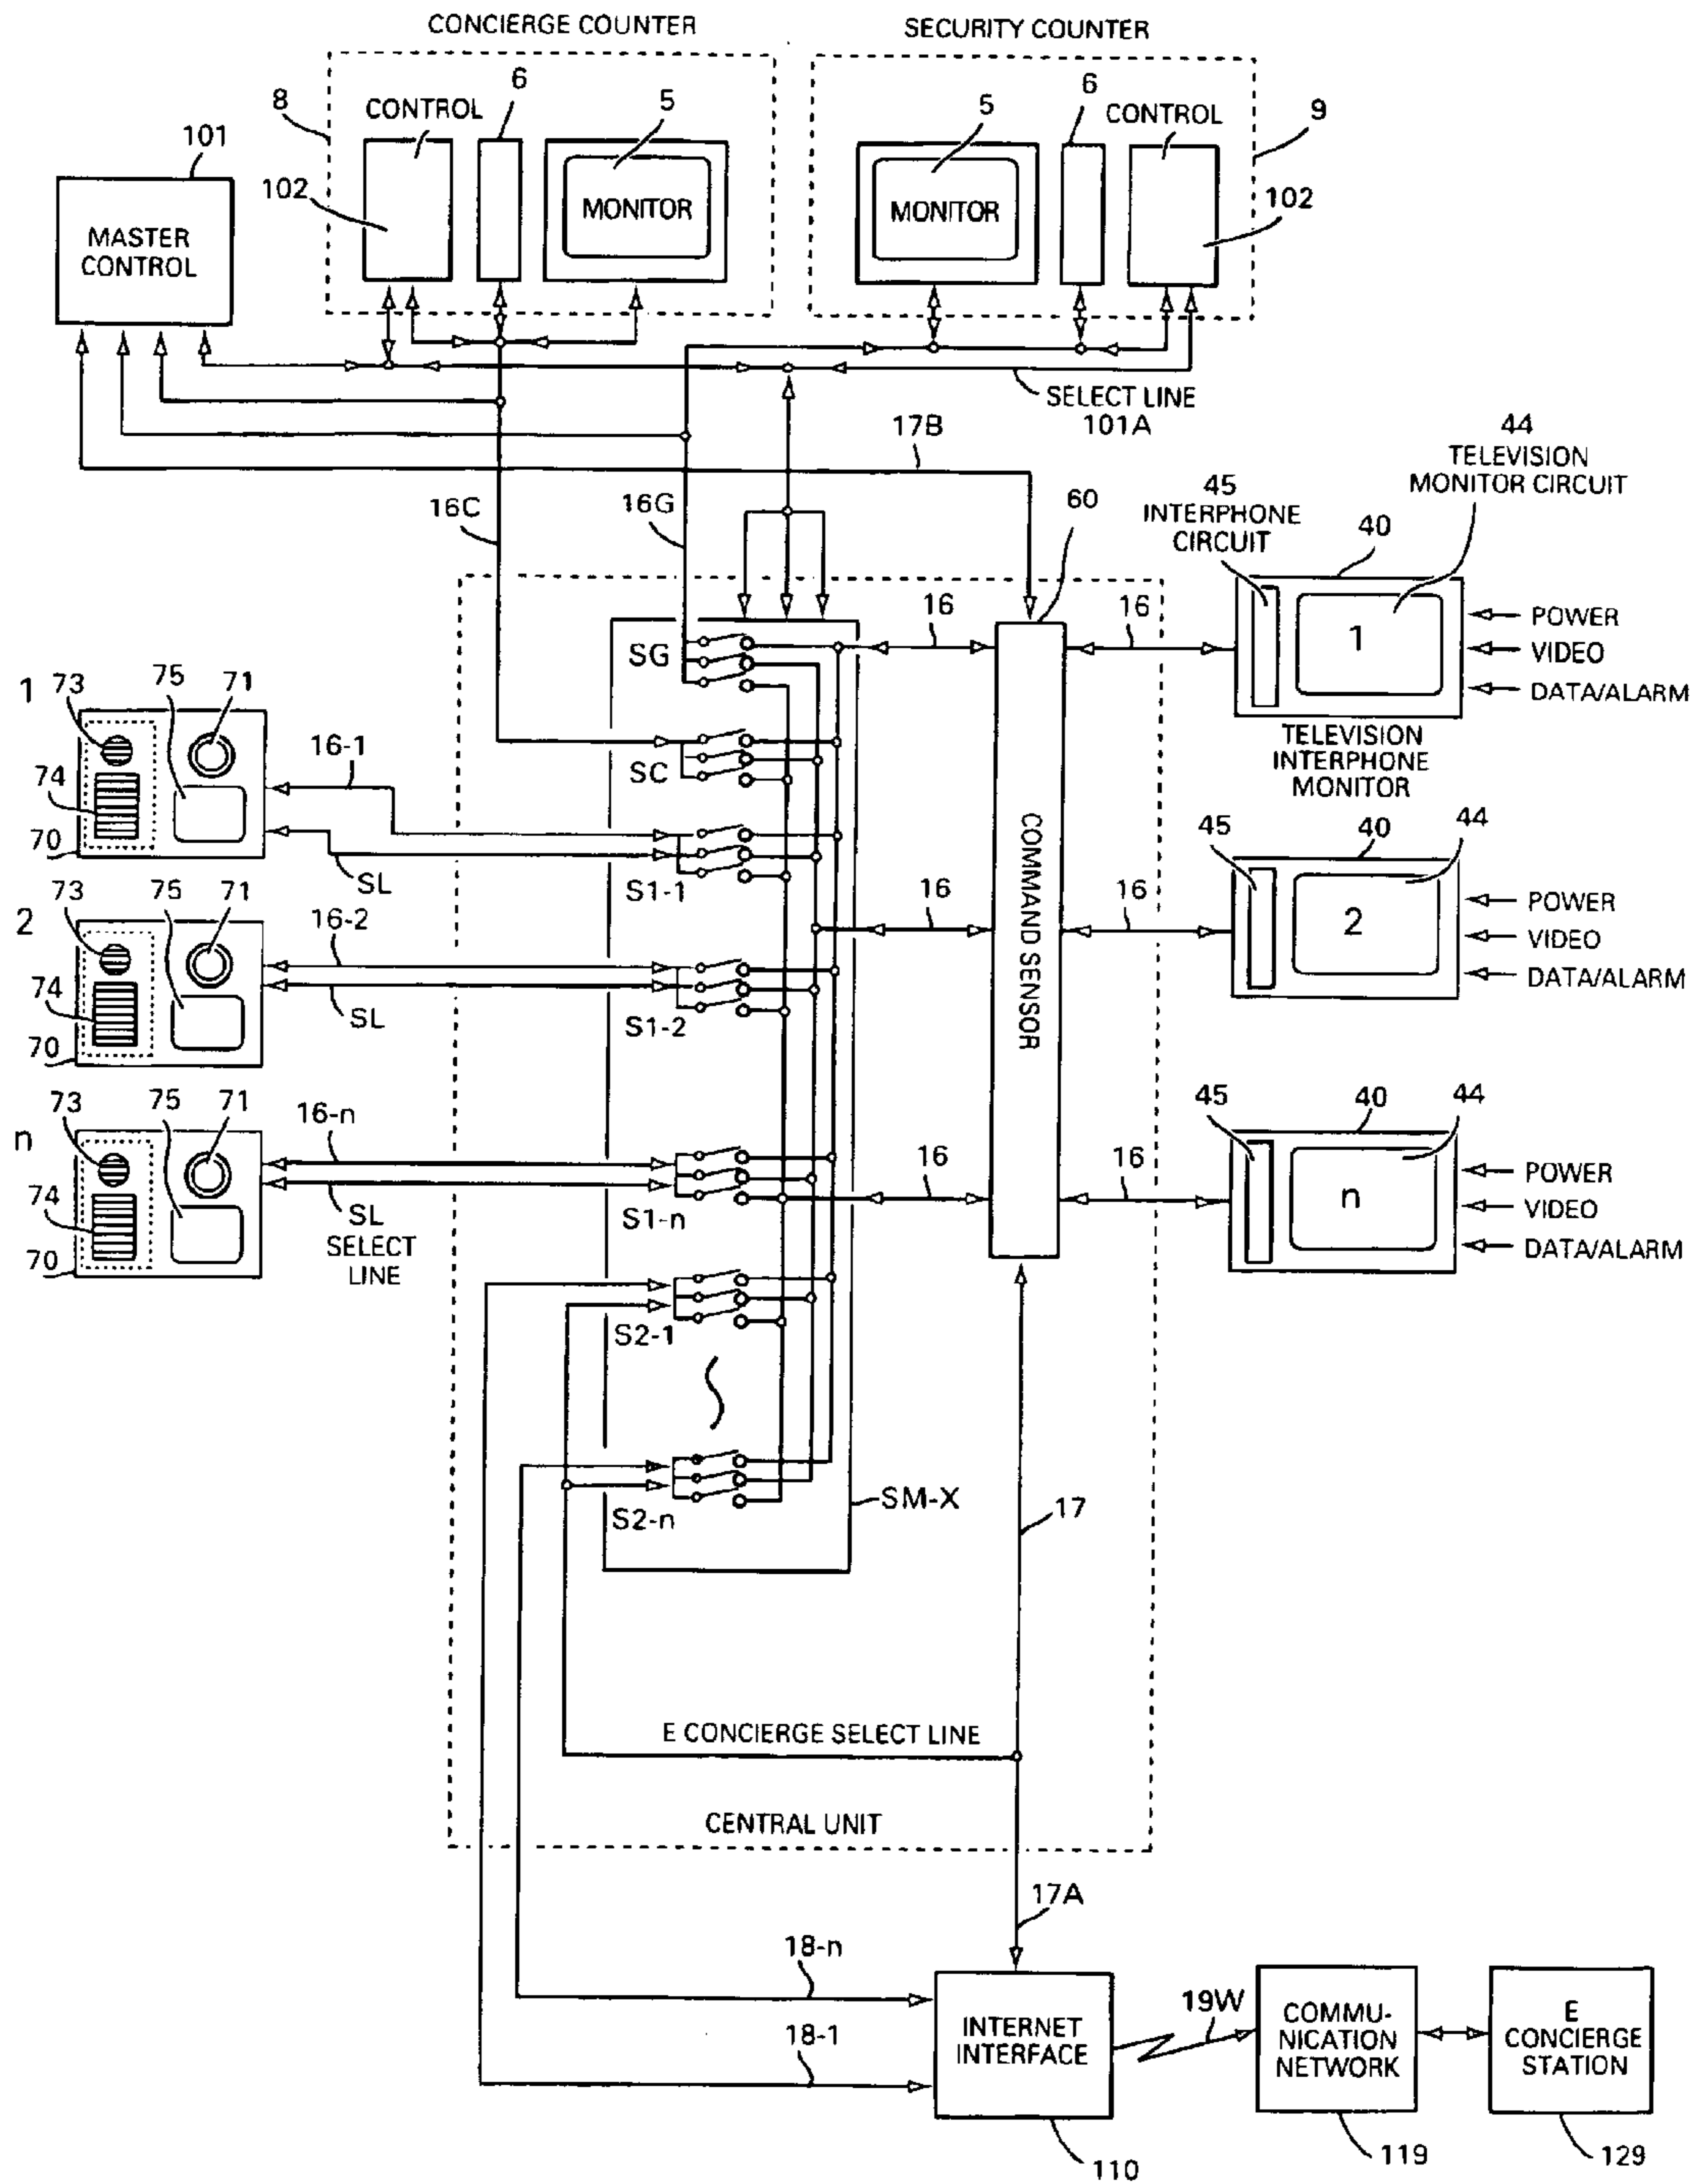 CONCIERGE COUNTER
SECURITY COUNTER
8
CONTROL
6
5
5
6
CONTROL
9
101
102
MONITOR
MONITOR
102
MASTER
CONTROL
SELECT LINE
101A
17B
44
TELEVISION
MONITOR CIRCUIT
16C
16G
60
45
INTERPHONE
CIRCUIT
40
16
16
1
POWER
VIDEO
DATA/ALARM
TELEVISION
INTERPHONE
MONITOR
SG
SC
1
73
75
71
74
70
16-1
SL
S1-1
COMMAND SENSOR
45
40
44
16
16
2
POWER
VIDEO
DATA/ALARM
2
73
75
71
74
70
16-2
SL
S1-2
n
73
75
71
74
70
16-n
SL
SELECT
LINE
S1-n
16
16
45
40
44
n
POWER
VIDEO
DATA/ALARM
S2-1
S2-n
SM-X
17
E CONCIERGE SELECT LINE
CENTRAL UNIT
17A
18-n
18-1
INTERNET
INTERFACE
19W
COMMU-
NICATION
NETWORK
E
CONCIERGE
STATION
110
119
129